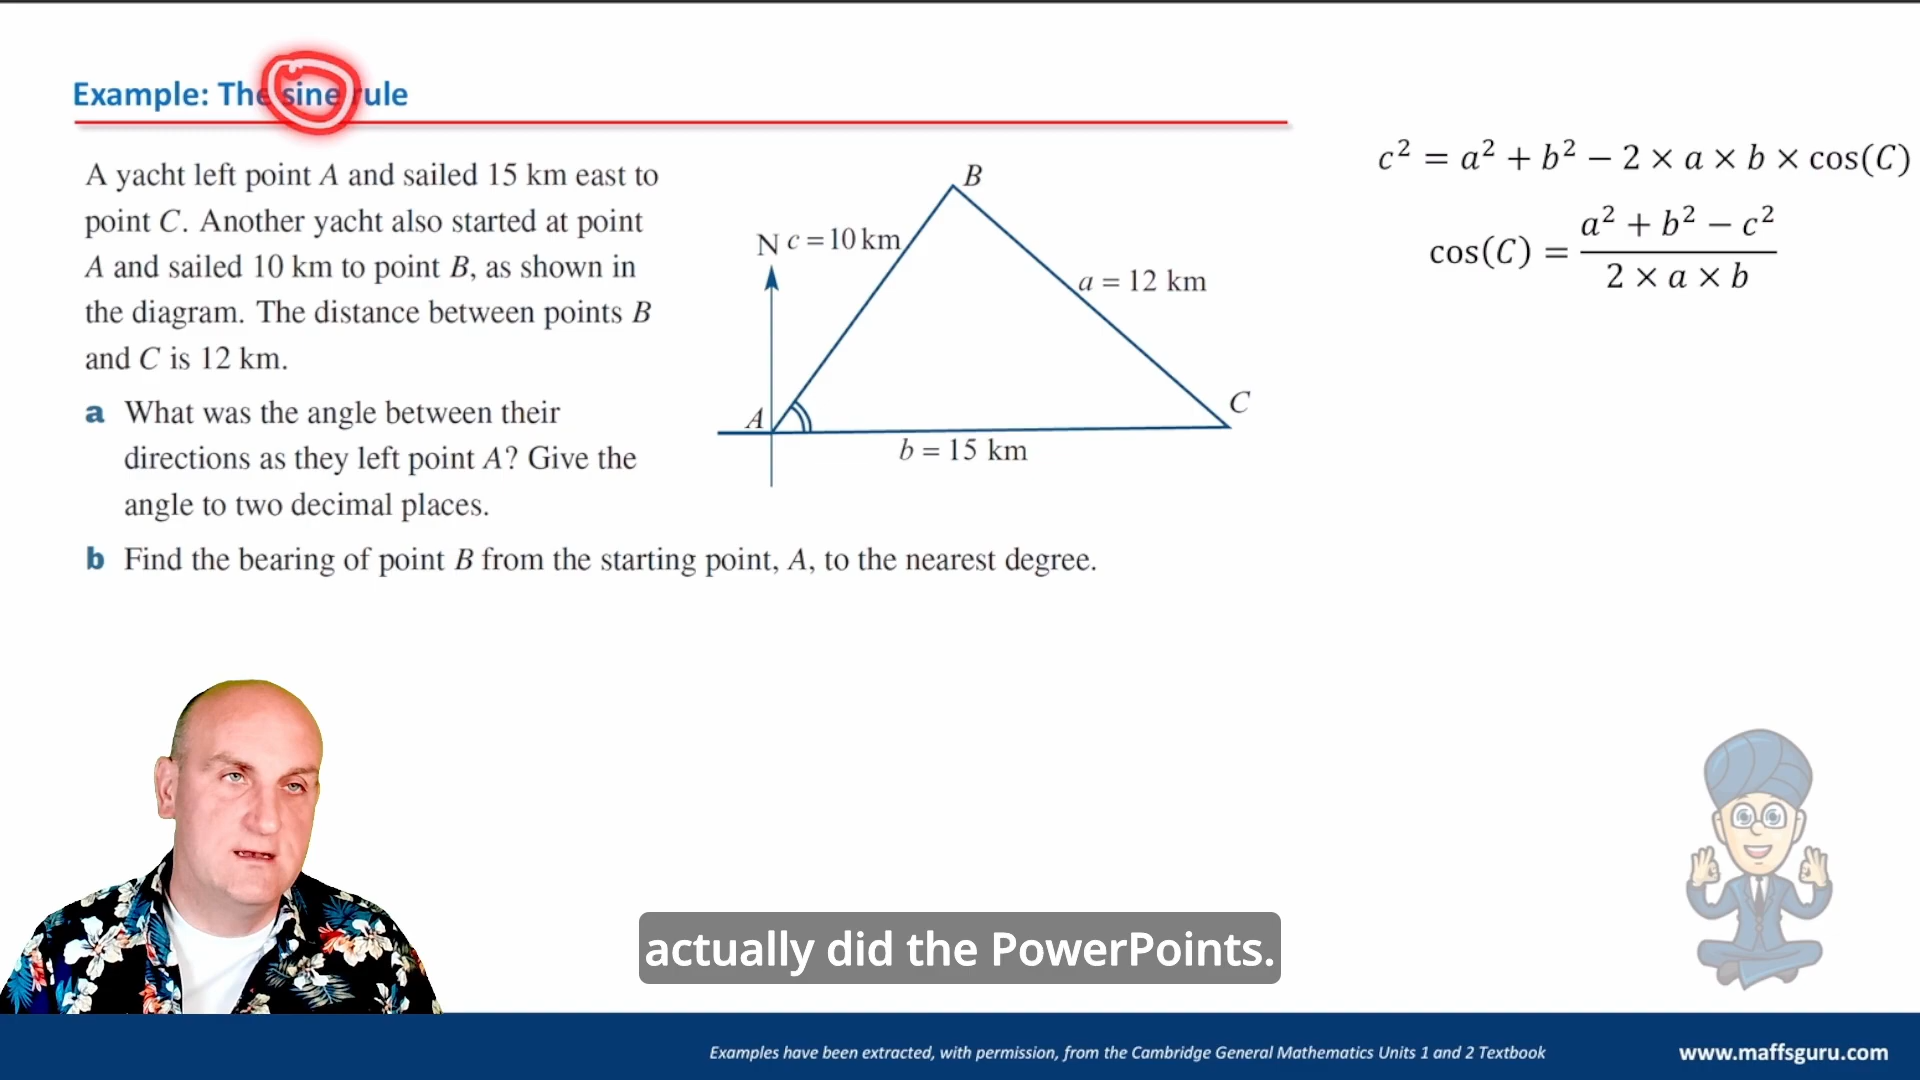 Example: The sine rule
A yacht left point A and sailed 15 km east to
point C. Another yacht also started at point
A and sailed 10 km to point B, as shown in
the diagram. The distance between points B
and C is 12 km.
a What was the angle between their
directions as they left point A? Give the
angle to two decimal places.
b Find the bearing of point B from the starting point, A, to the nearest degree.
B
N c = 10 km
a = 12 km
A
C
b = 15 km
c² = a² + b² − 2 × a × b × cos(C)
cos(C) = (a² + b² − c²) / (2 × a × b)
actually did the PowerPoints.
Examples have been extracted, with permission, from the Cambridge General Mathematics Units 1 and 2 Textbook
www.maffsguru.com